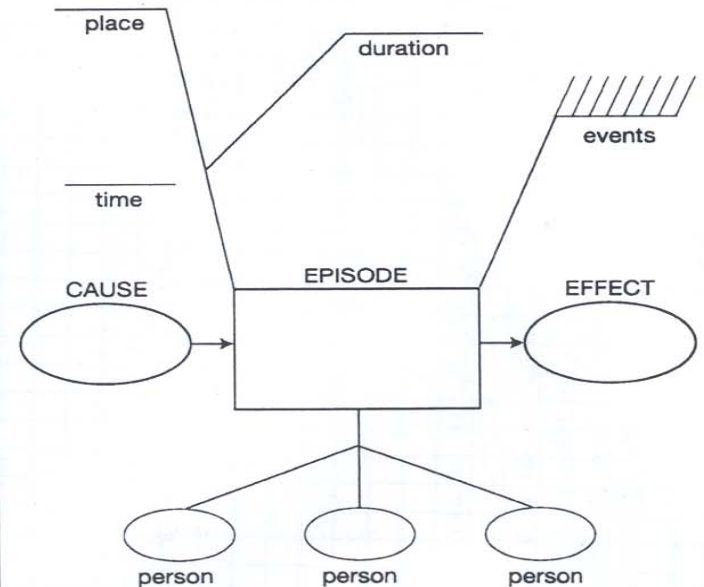 place
duration
events
time
CAUSE
EPISODE
EFFECT
person
person
person